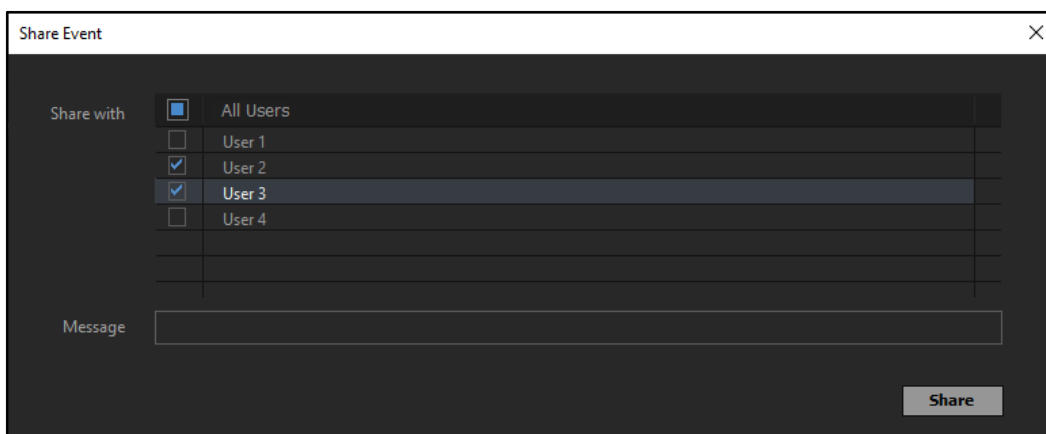 Share Event
Share with
All Users
User 1
User 2
User 3
User 4
Message
Share